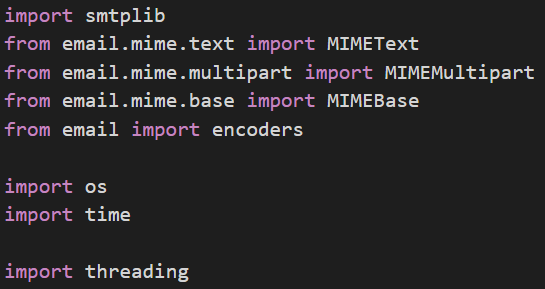 import smtplib
from email.mime.text import MIMEText
from email.mime.multipart import MIMEMultipart
from email.mime.base import MIMEBase
from email import encoders
import os
import time
import threading